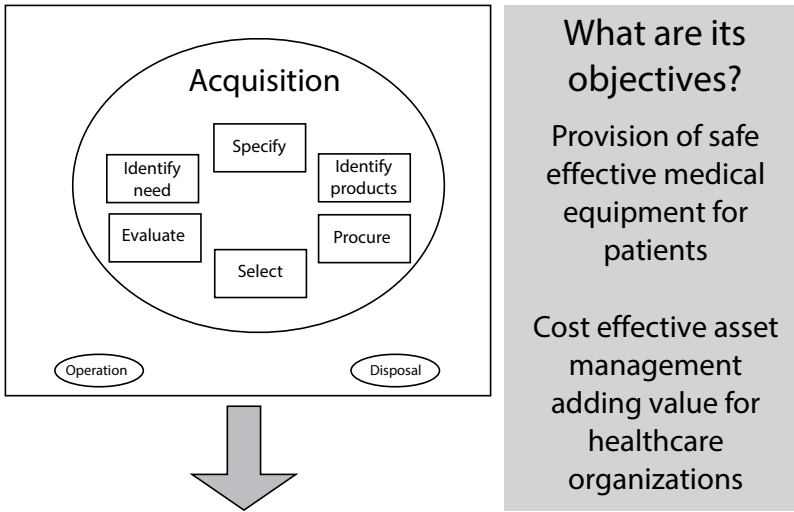 Acquisition
Specify
Identify
need
Identify
products
Evaluate
Procure
Select
Operation
Disposal
What are its
objectives?
Provision of safe
effective medical
equipment for
patients
Cost effective asset
management
adding value for
healthcare
organizations